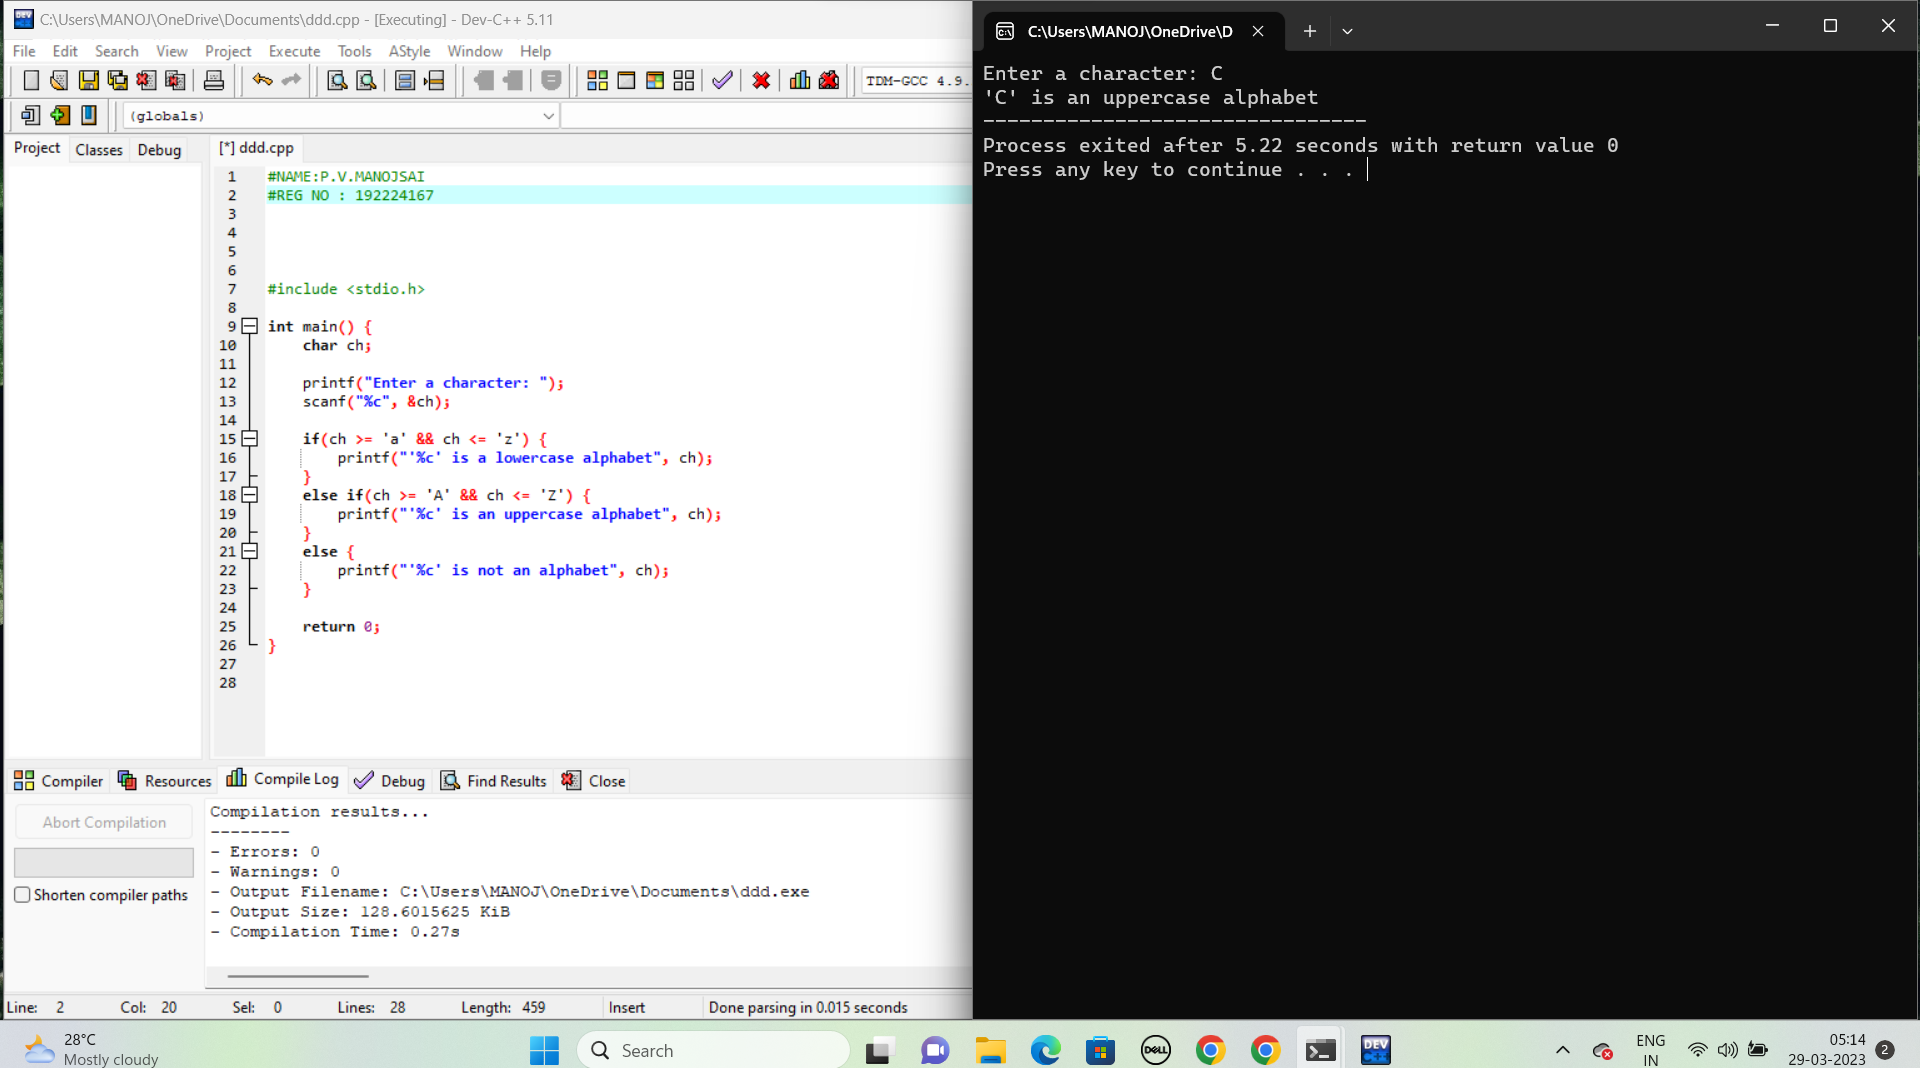 C:\Users\MANOJ\OneDrive\Documents\ddd.cpp - [Executing] - Dev-C++ 5.11
File Edit Search View Project Execute Tools AStyle Window Help
TDM-GCC 4.9.
(globals)
Project Classes Debug
[*] ddd.cpp
1 #NAME:P.V.MANOJSAI
2 #REG NO : 192224167
3
4
5
6
7 #include <stdio.h>
8
9 int main() {
10     char ch;
11
12     printf("Enter a character: ");
13     scanf("%c", &ch);
14
15     if(ch >= 'a' && ch <= 'z') {
16         printf("'%c' is a lowercase alphabet", ch);
17     }
18     else if(ch >= 'A' && ch <= 'Z') {
19         printf("'%c' is an uppercase alphabet", ch);
20     }
21     else {
22         printf("'%c' is not an alphabet", ch);
23     }
24
25     return 0;
26 }
27
28
Compiler Resources Compile Log Debug Find Results Close
Abort Compilation
Shorten compiler paths
Compilation results...
--------
- Errors: 0
- Warnings: 0
- Output Filename: C:\Users\MANOJ\OneDrive\Documents\ddd.exe
- Output Size: 128.6015625 KiB
- Compilation Time: 0.27s
Line: 2 Col: 20 Sel: 0 Lines: 28 Length: 459 Insert Done parsing in 0.015 seconds
C:\Users\MANOJ\OneDrive\D
Enter a character: C
'C' is an uppercase alphabet
--------------------------------
Process exited after 5.22 seconds with return value 0
Press any key to continue . . .
28°C
Mostly cloudy
Search
DELL
DEV
C++
ENG
IN
05:14
29-03-2023
2